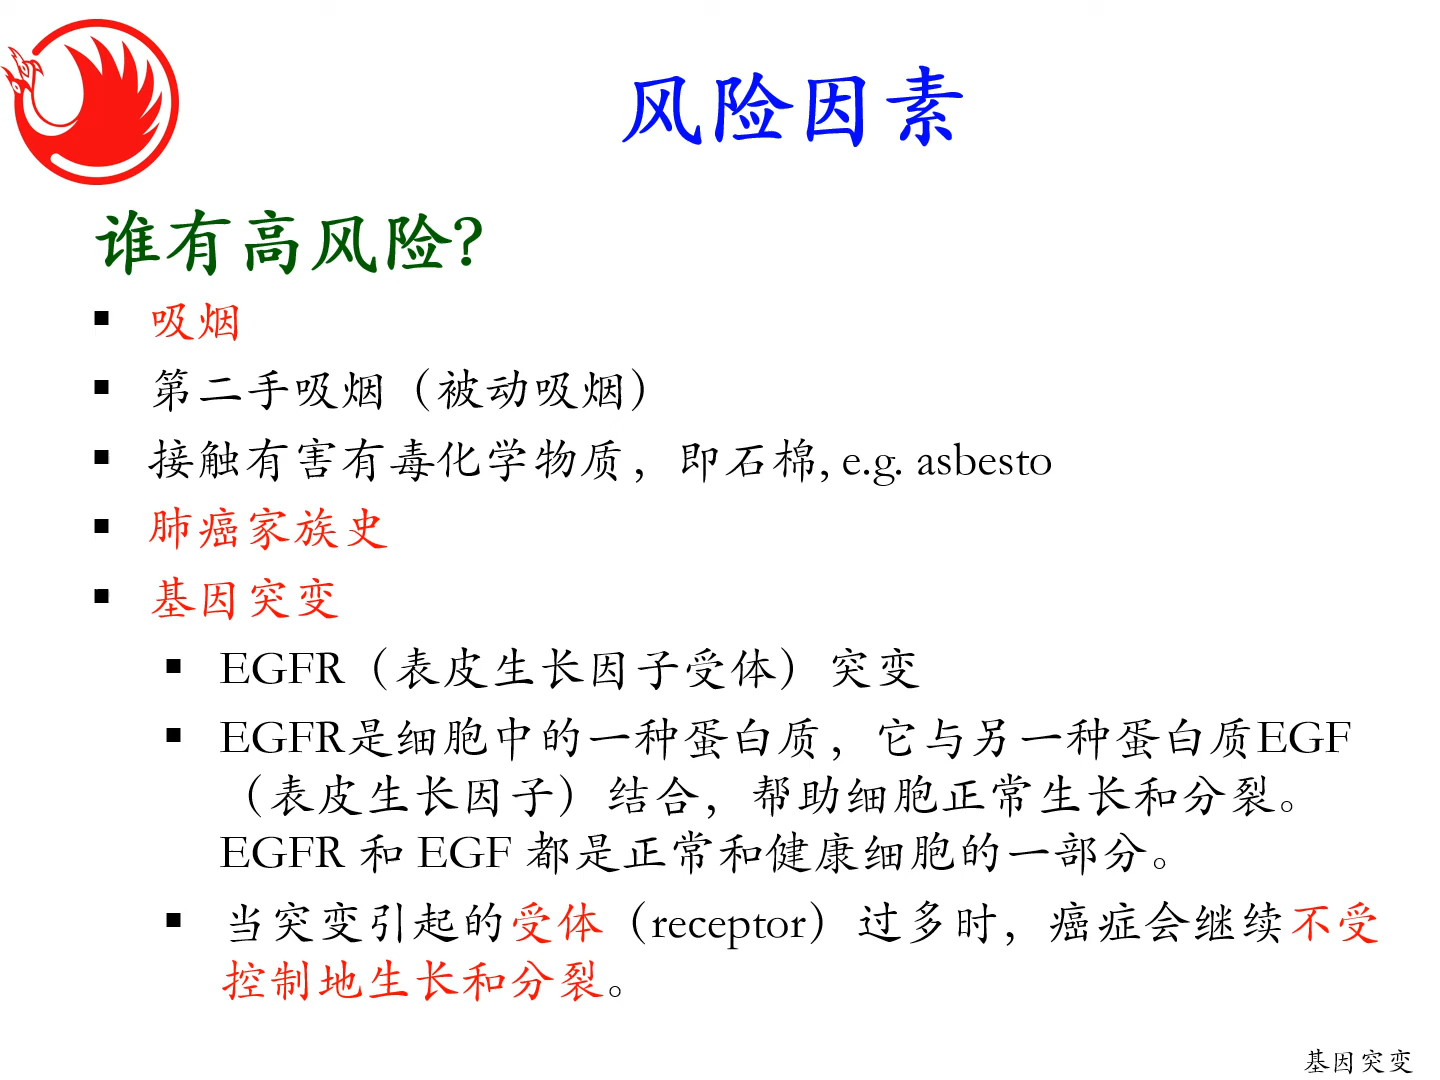 风险因素
谁有高风险?
吸烟
第二手吸烟（被动吸烟）
接触有害有毒化学物质，即石棉, e.g. asbesto
肺癌家族史
基因突变
EGFR（表皮生长因子受体）突变
EGFR是细胞中的一种蛋白质，它与另一种蛋白质EGF
（表皮生长因子）结合，帮助细胞正常生长和分裂。
EGFR 和 EGF 都是正常和健康细胞的一部分。
当突变引起的受体（receptor）过多时，癌症会继续不受
控制地生长和分裂。
基因突变